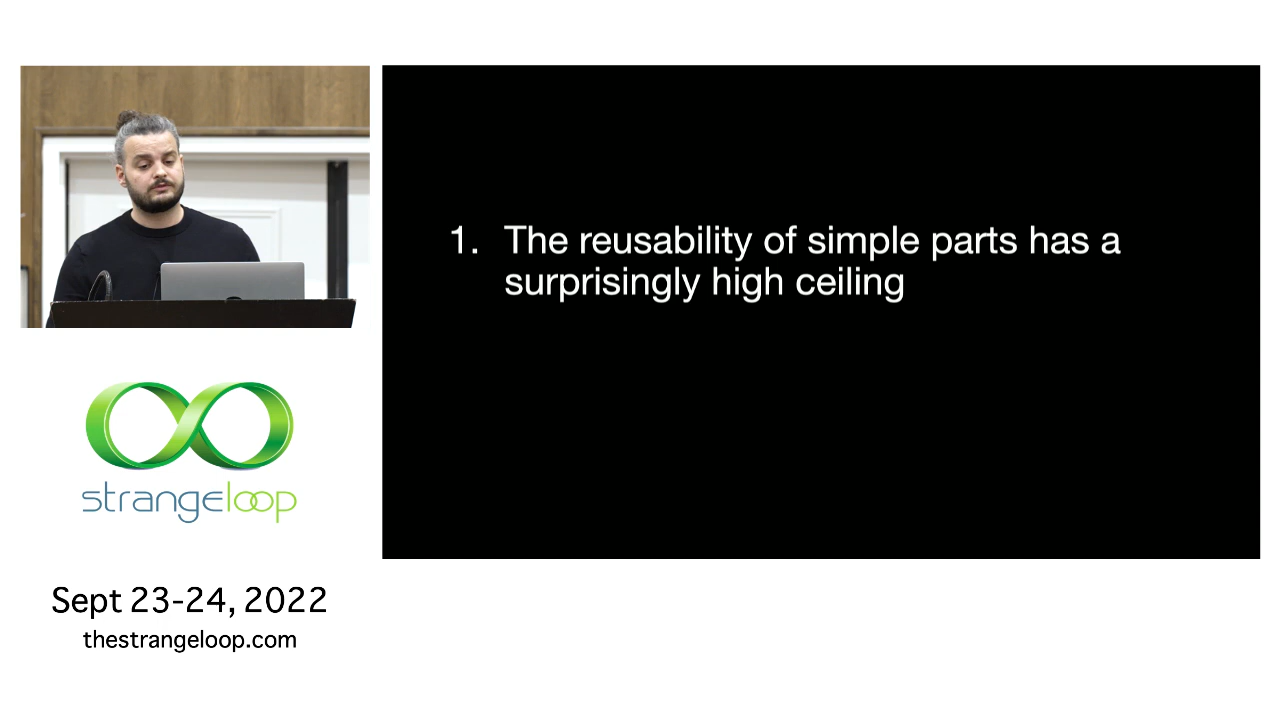 1. The reusability of simple parts has a
surprisingly high ceiling
strangeloop
Sept 23-24, 2022
thestrangeloop.com